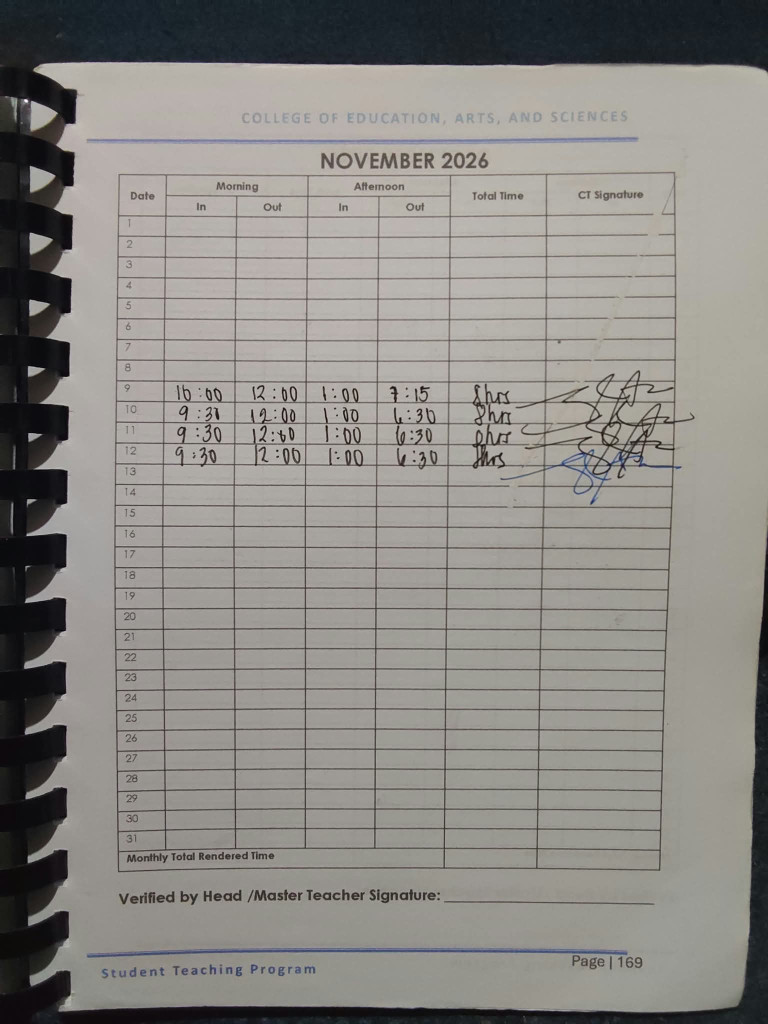 COLLEGE OF EDUCATION, ARTS, AND SCIENCES
NOVEMBER 2026
Date Morning Afternoon Total Time CT Signature
In Out In Out
1
2
3
4
5
6
7
8
9 10:00 12:00 1:00 7:15 8hrs
10 9:30 12:00 1:00 6:30 8hrs
11 9:30 12:00 1:00 6:30 8hrs
12 9:30 12:00 1:00 6:30 8hrs
13
14
15
16
17
18
19
20
21
22
23
24
25
26
27
28
29
30
31
Monthly Total Rendered Time
Verified by Head /Master Teacher Signature:
Student Teaching Program Page | 169